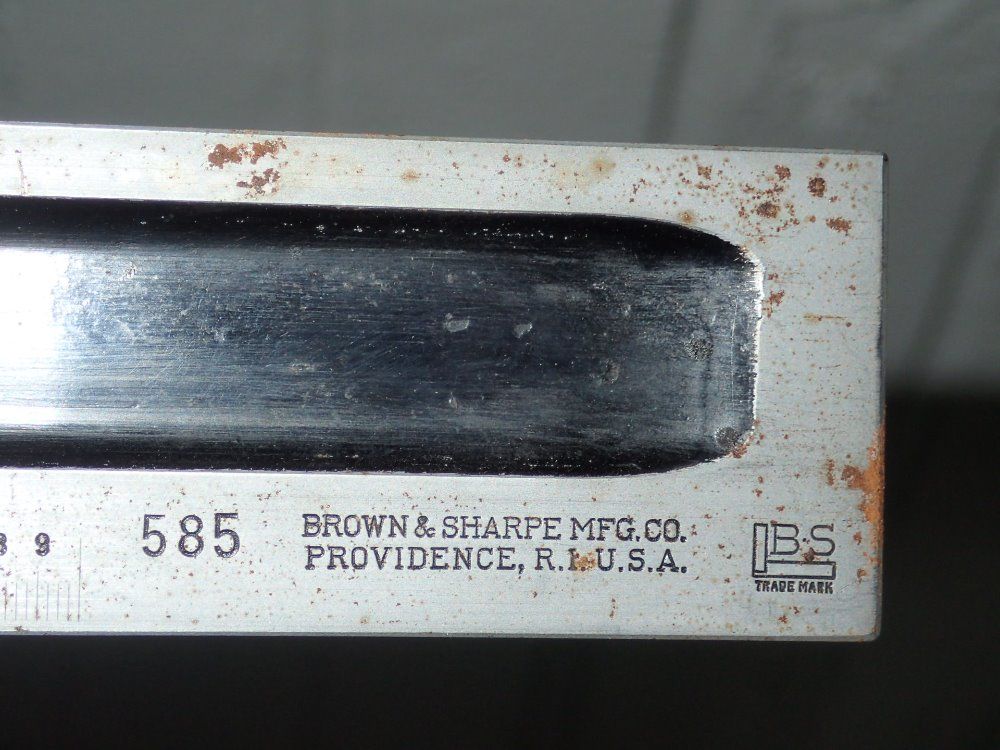 8 9 585 BROWN & SHARPE MFG. CO.
PROVIDENCE, R.I. U.S.A.
B·S
TRADE MARK